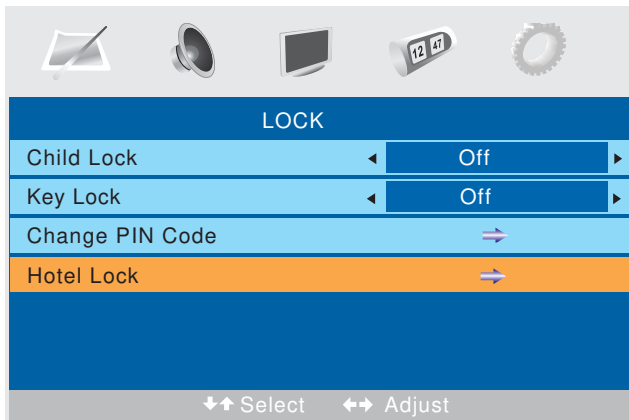 12 47
LOCK
Child Lock Off
Key Lock Off
Change PIN Code
Hotel Lock
Select Adjust